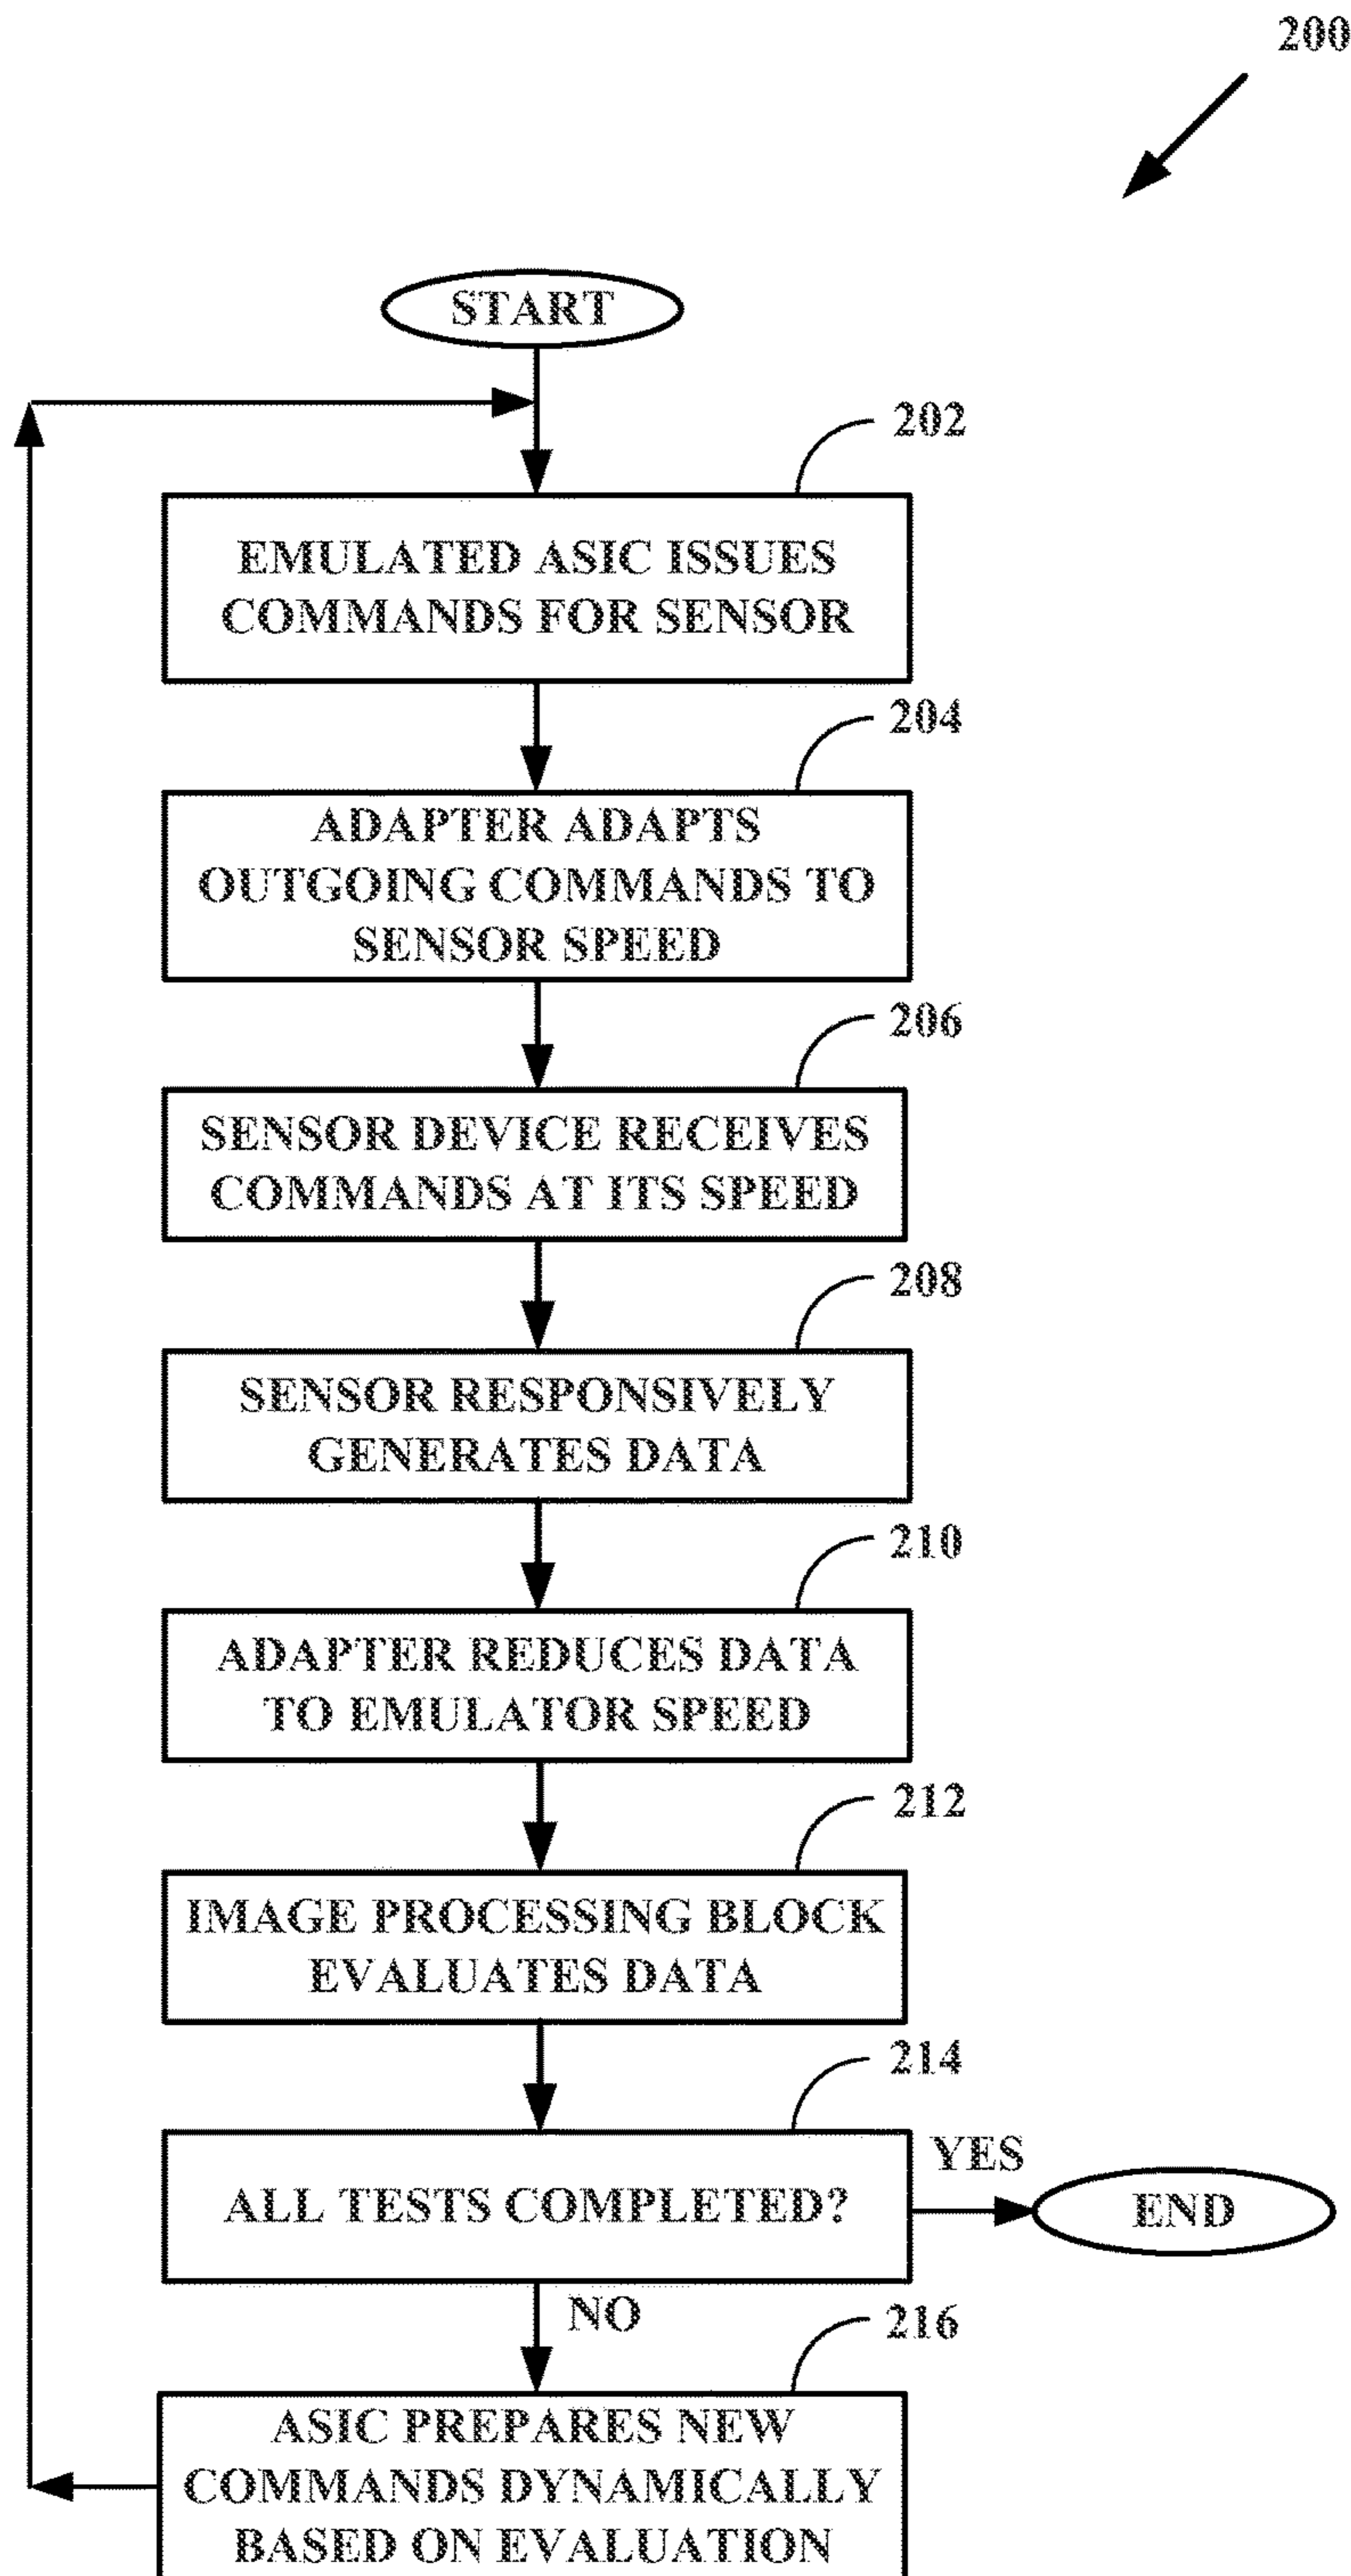 200
START
202
EMULATED ASIC ISSUES
COMMANDS FOR SENSOR
204
ADAPTER ADAPTS
OUTGOING COMMANDS TO
SENSOR SPEED
206
SENSOR DEVICE RECEIVES
COMMANDS AT ITS SPEED
208
SENSOR RESPONSIVELY
GENERATES DATA
210
ADAPTER REDUCES DATA
TO EMULATOR SPEED
212
IMAGE PROCESSING BLOCK
EVALUATES DATA
214
ALL TESTS COMPLETED?
YES
END
NO
216
ASIC PREPARES NEW
COMMANDS DYNAMICALLY
BASED ON EVALUATION